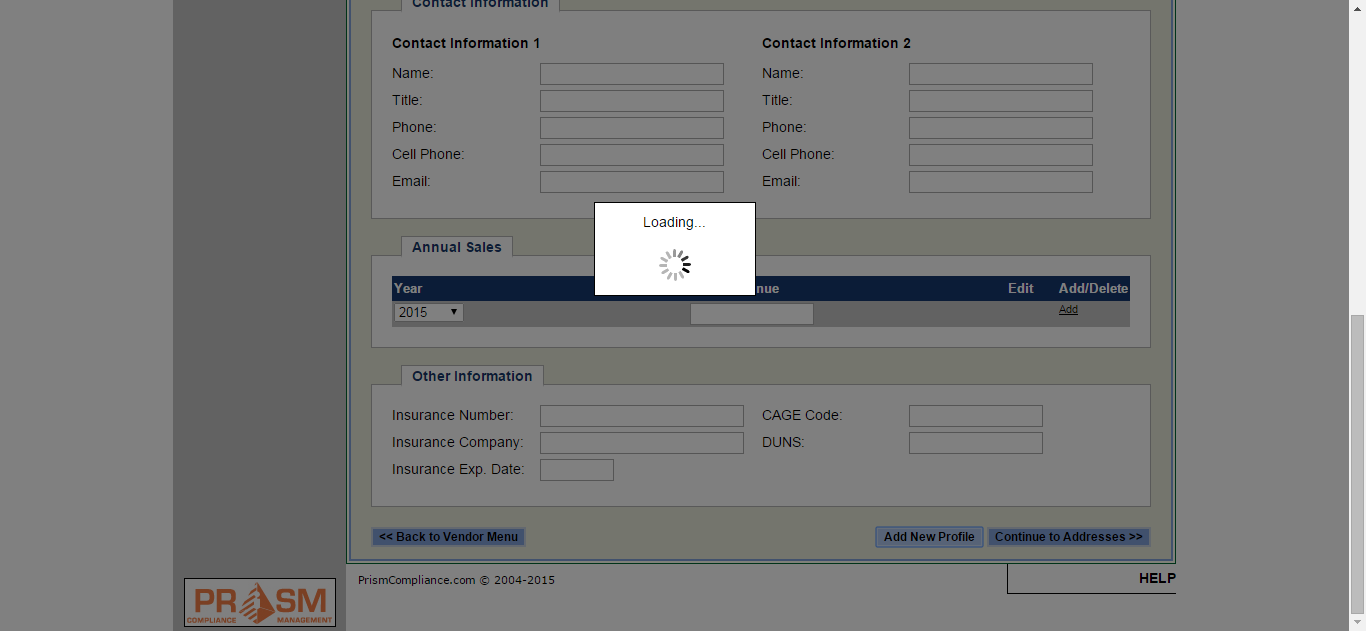 Contact Information
Contact Information 1
Contact Information 2
Name:
Name:
Title:
Title:
Phone:
Phone:
Cell Phone:
Cell Phone:
Email:
Email:
Loading...
Annual Sales
Year
nue
Edit
Add/Delete
2015
Add
Other Information
Insurance Number:
CAGE Code:
Insurance Company:
DUNS:
Insurance Exp. Date:
<< Back to Vendor Menu
Add New Profile
Continue to Addresses >>
PrismCompliance.com © 2004-2015
HELP
PRSM
COMPLIANCE MANAGEMENT